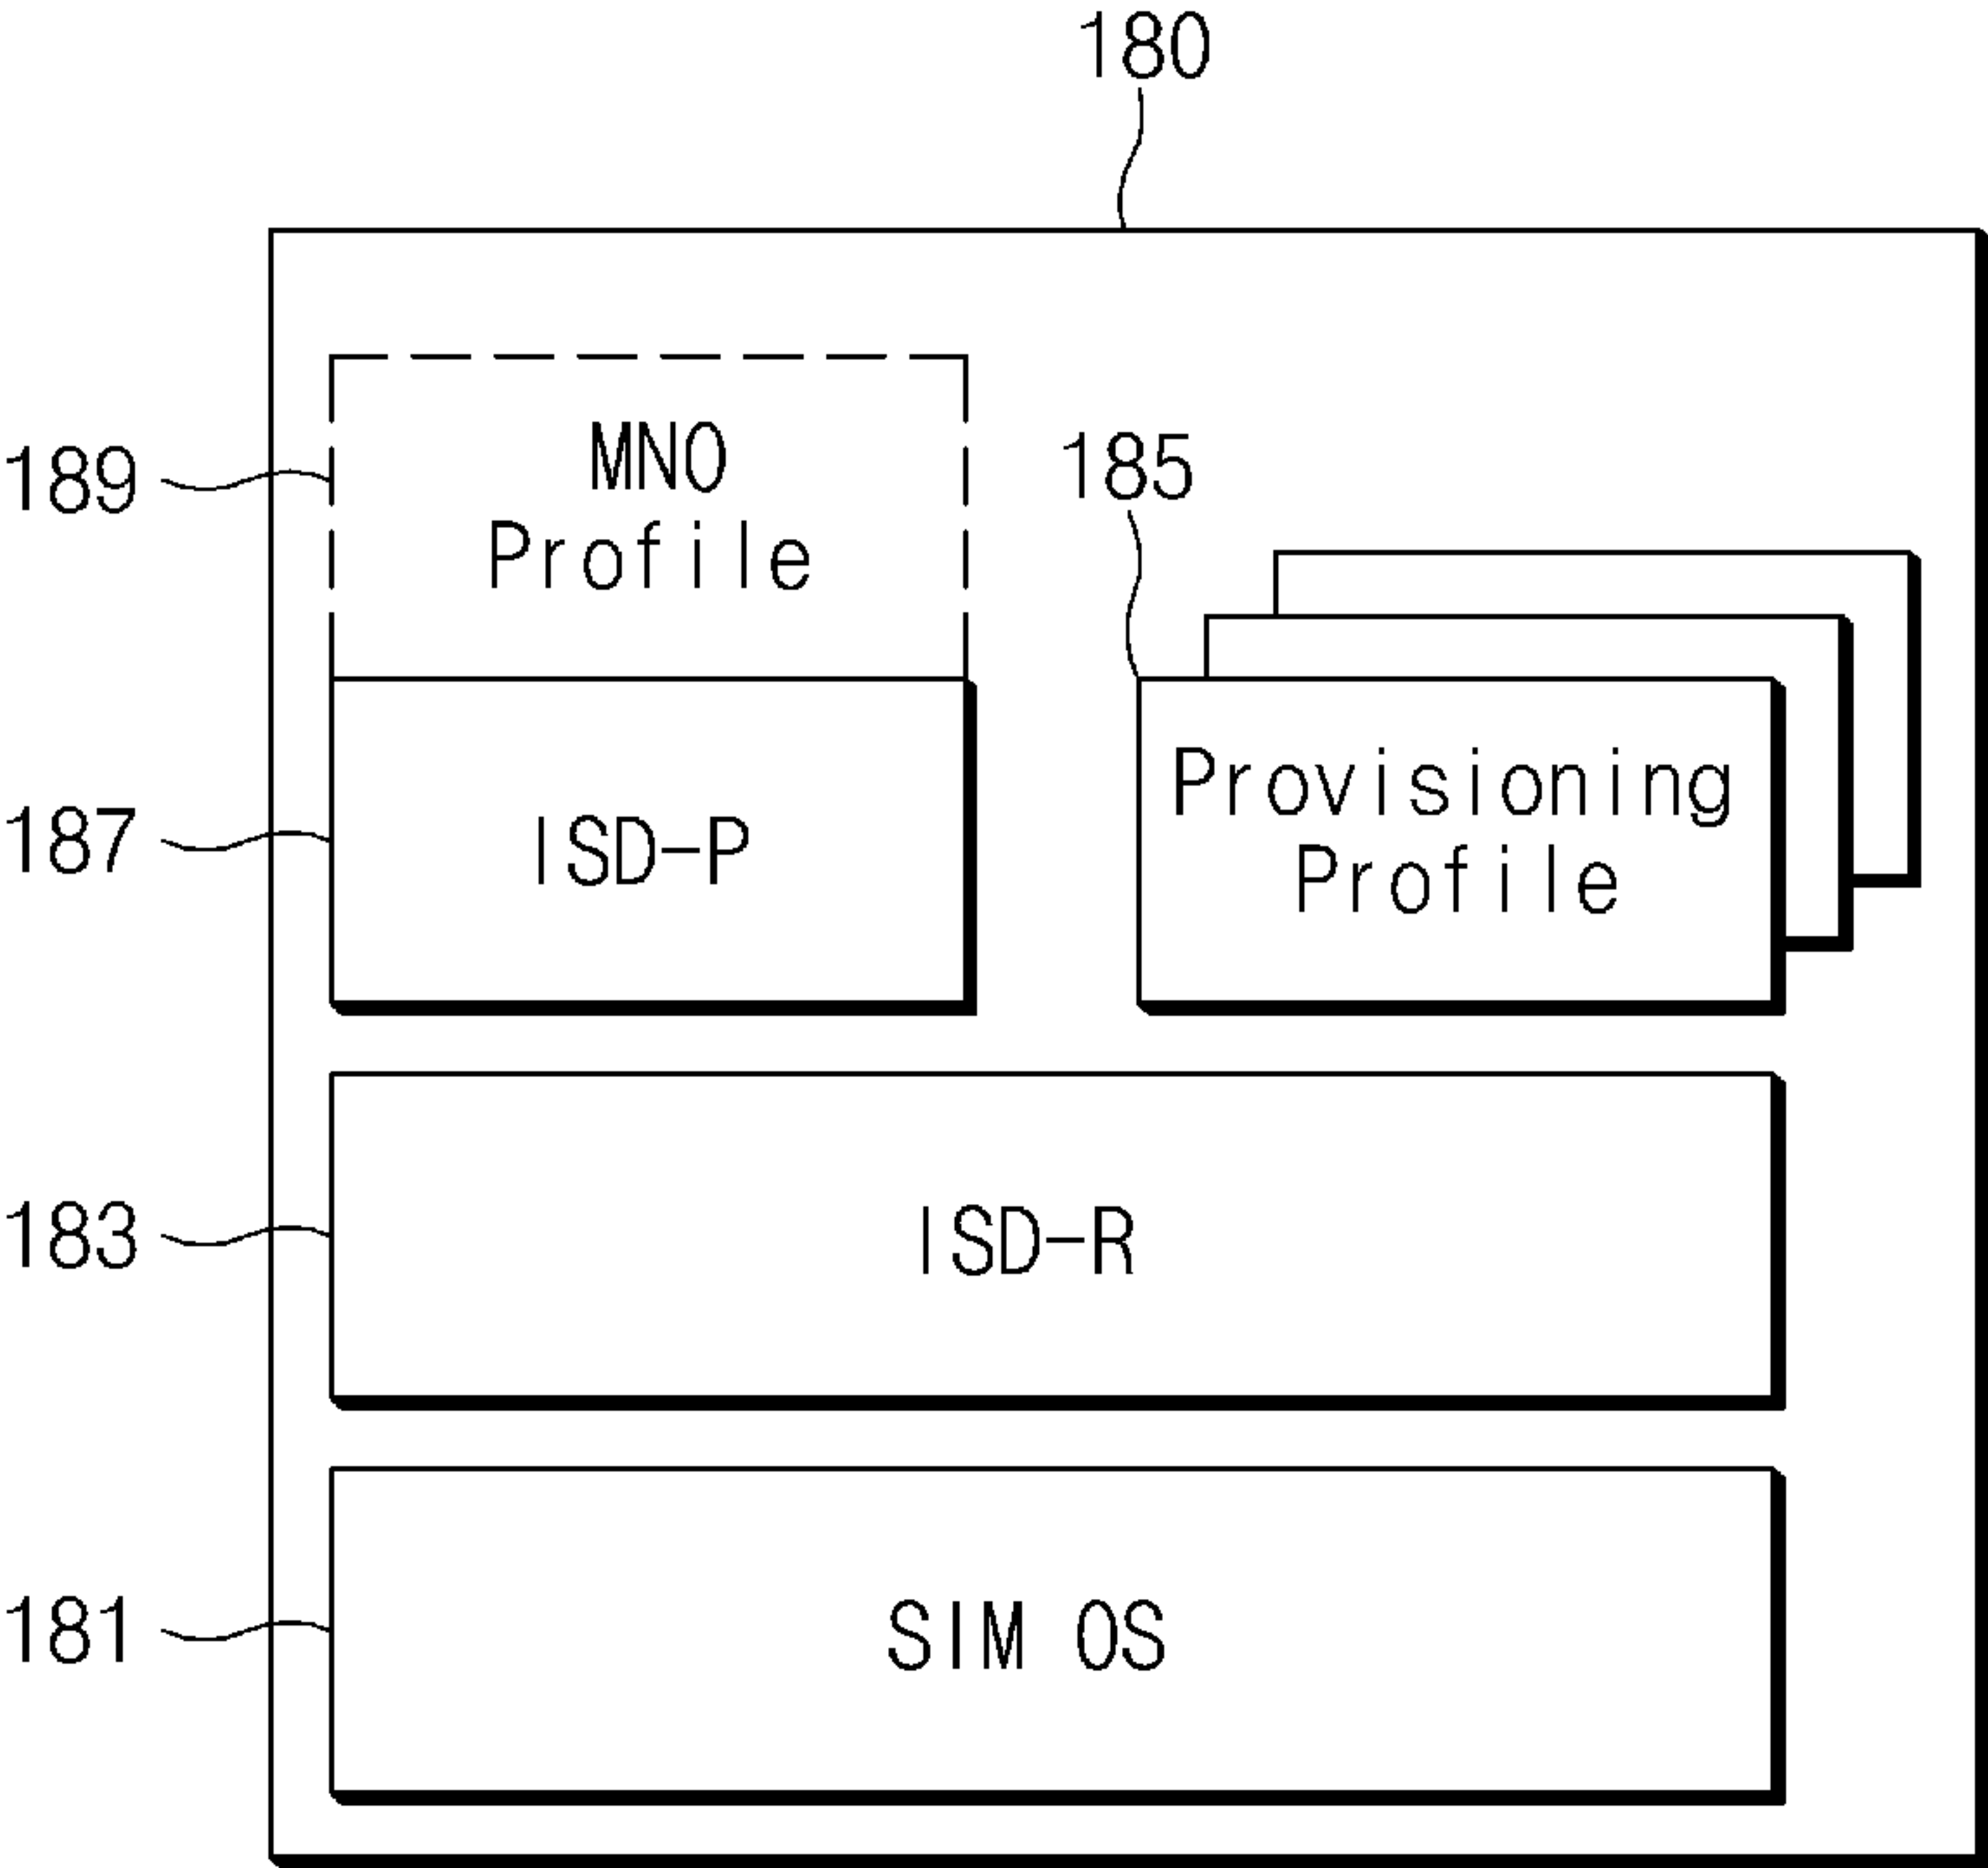 180
189
MNO
Profile
185
187
ISD-P
Provisioning
Profile
183
ISD-R
181
SIM OS